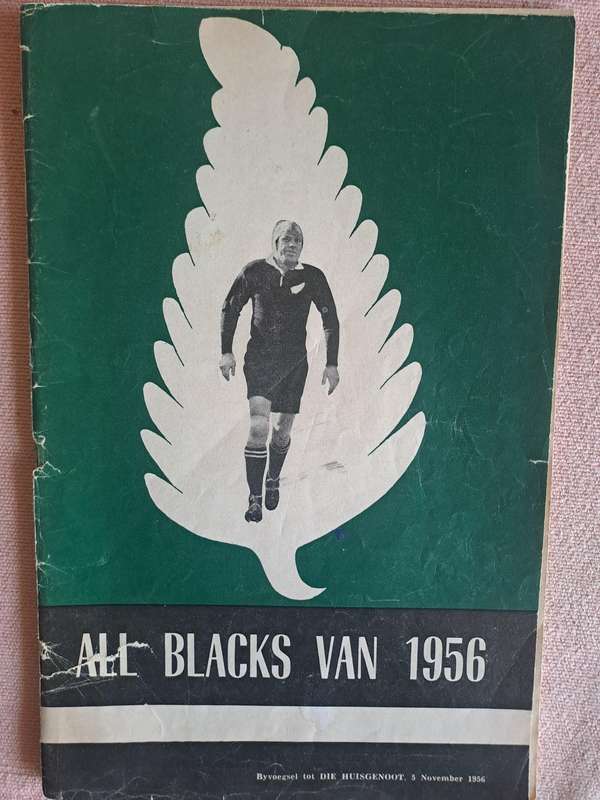 ALL BLACKS VAN 1956
Byvoegsel tot DIE HUISGENOOT, 5 November 1956